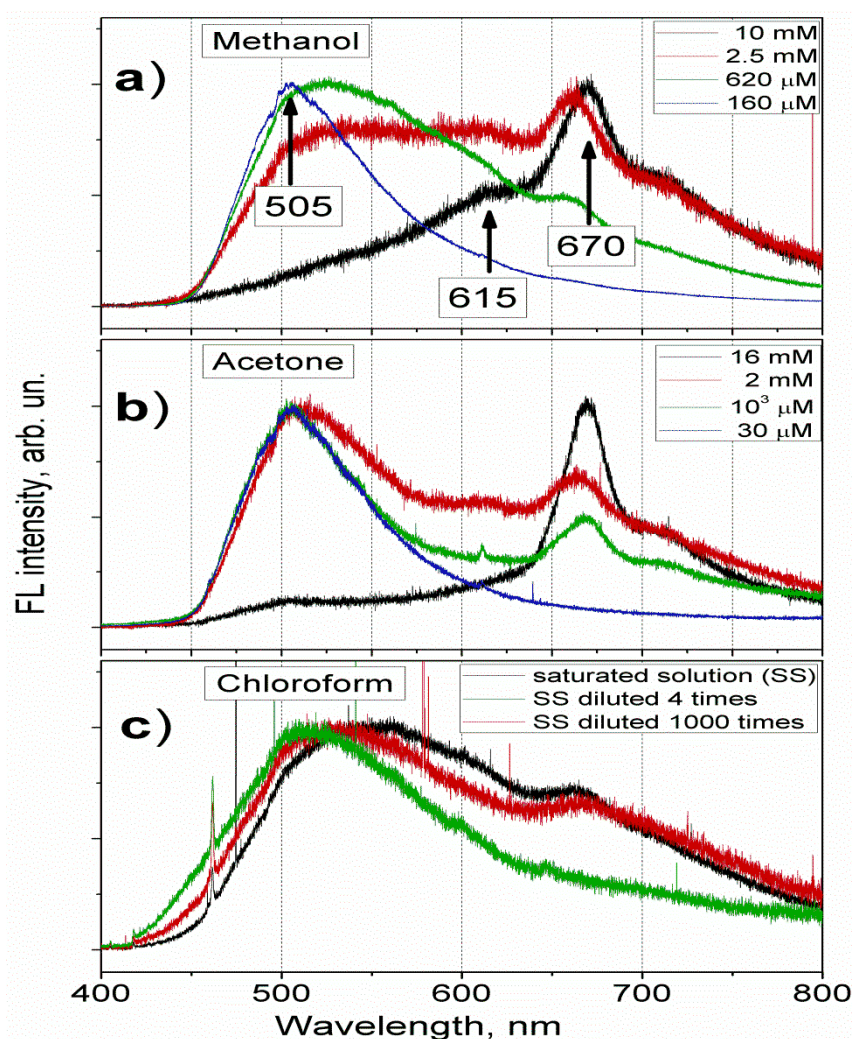 a)
Methanol
10 mM
2.5 mM
620 μM
160 μM
505
615
670
b)
Acetone
16 mM
2 mM
10³ μM
30 μM
FL intensity, arb. un.
c)
Chloroform
saturated solution (SS)
SS diluted 4 times
SS diluted 1000 times
400 500 600 700 800
Wavelength, nm